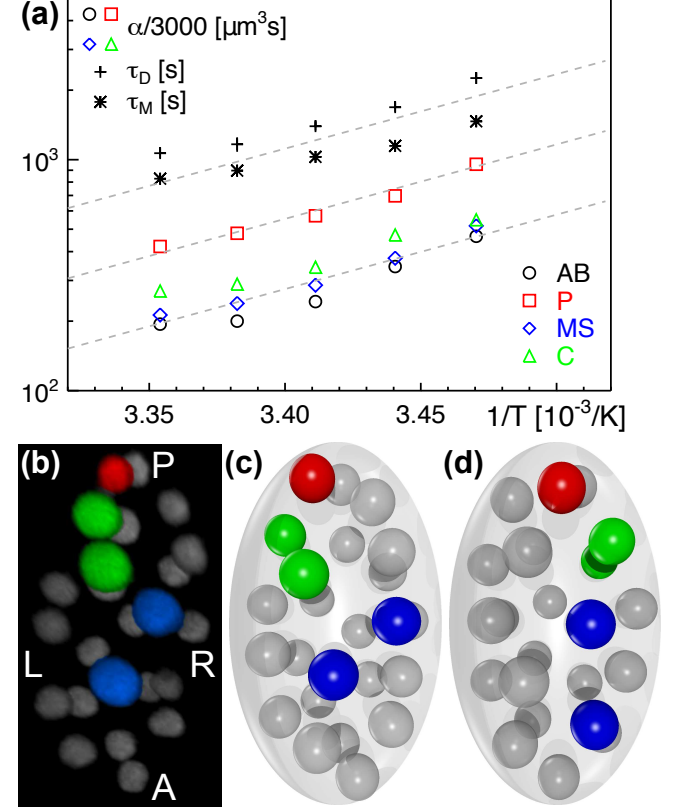 (a)
α/3000 [μm³s]
τ_D [s]
τ_M [s]
10³
10²
AB
P
MS
C
3.35 3.40 3.45 1/T [10⁻³/K]
(b) P (c) (d)
L R
A